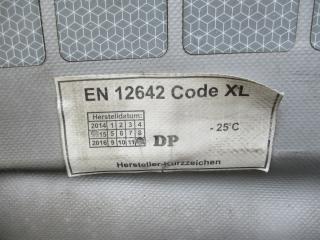 EN 12642 Code XL
Herstelldatum:
2014 1 2 3 4
15 5 6 7 8
2016 9 10 11
- 25°C
DP
Hersteller-Kurzzeichen